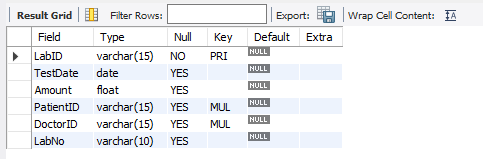 Result Grid Filter Rows: Export: Wrap Cell Content: IA
Field Type Null Key Default Extra
LabID varchar(15) NO PRI NULL
TestDate date YES NULL
Amount float YES NULL
PatientID varchar(15) YES MUL NULL
DoctorID varchar(15) YES MUL NULL
LabNo varchar(10) YES NULL